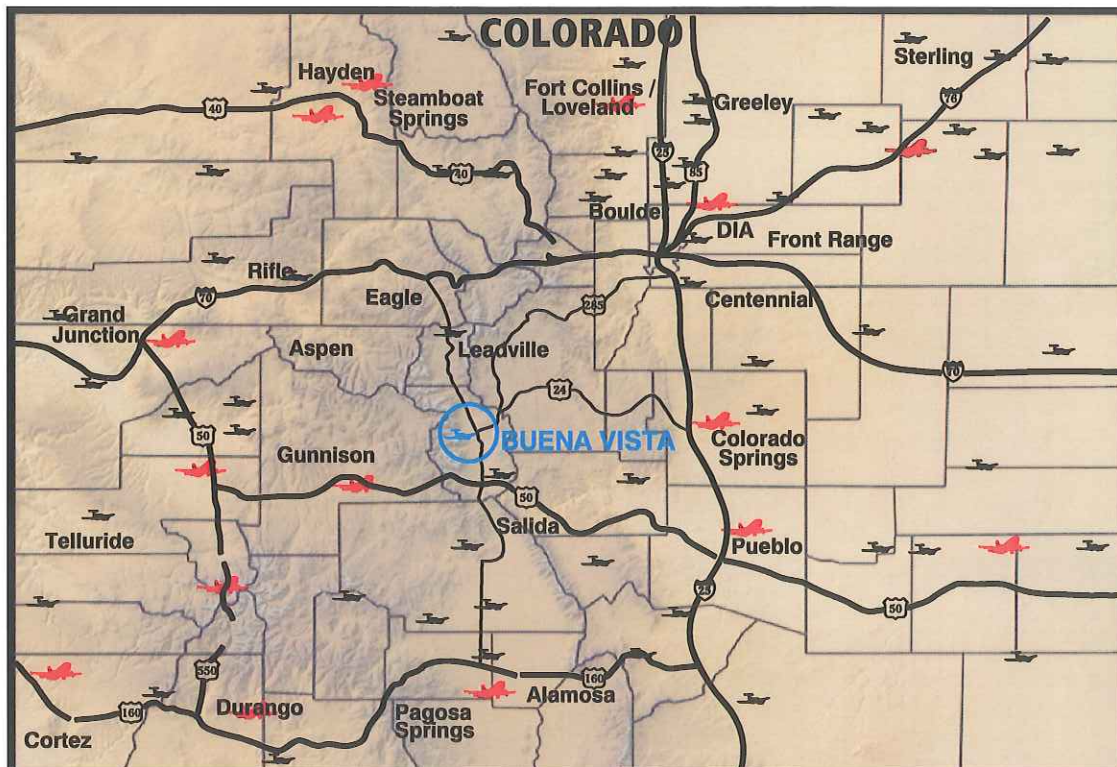 COLORADO
Sterling
Hayden
Steamboat
Springs
Fort Collins /
Loveland
Greeley
40
76
25
85
40
Boulder
DIA
Front Range
Rifle
Eagle
70
285
Centennial
Grand
Junction
Aspen
Leadville
24
70
50
BUENA VISTA
Colorado
Springs
Gunnison
50
Salida
Telluride
Pueblo
25
50
550
160
Durango
Pagosa
Springs
Alamosa
160
Cortez